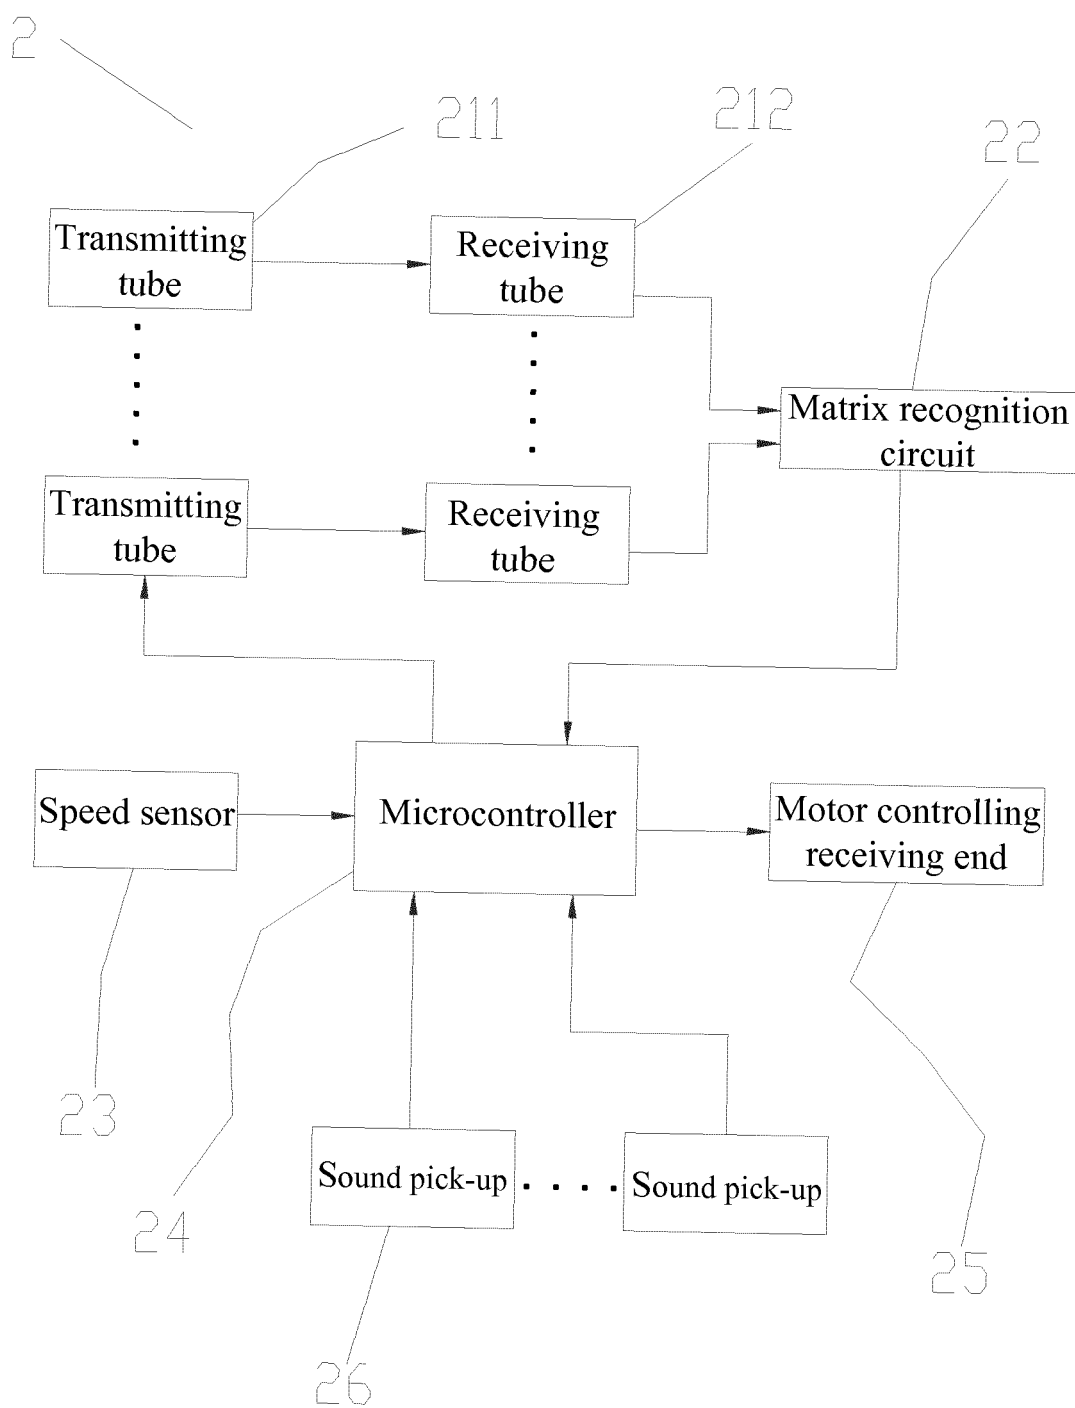 2
211
212
22
Transmitting
tube
Receiving
tube
Matrix recognition
circuit
Transmitting
tube
Receiving
tube
Speed sensor
Microcontroller
Motor controlling
receiving end
23
24
Sound pick-up
Sound pick-up
25
26